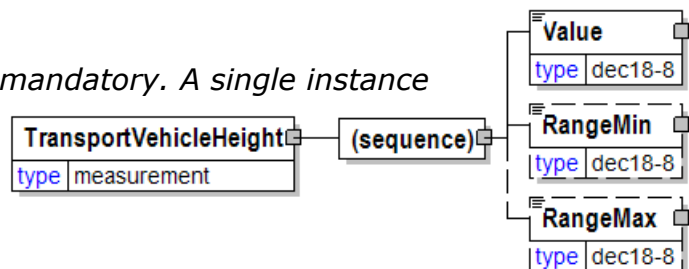 Value
type dec18-8
mandatory. A single instance
RangeMin
type dec18-8
TransportVehicleHeight
type measurement
(sequence)
RangeMax
type dec18-8